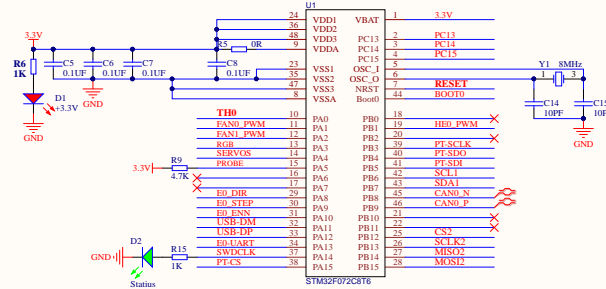 U1
3.3V
R6
1K
C5
0.1UF
C6
0.1UF
C7
0.1UF
R5
0R
C8
0.1UF
D1
+3.3V
GND
GND
24
VDD1
36
VDD2
48
VDD3
9
VDDA
23
VSS1
35
VSS2
47
VSS3
8
VSSA
VBAT
1
3.3V
PC13
2
PC13
PC14
3
PC14
PC15
4
PC15
OSC_I
5
OSC_O
6
NRST
7
RESET
Boot0
44
BOOT0
Y1
8MHz
1
3
C14
10PF
C15
10PF
GND
TH0
10
PA0
FAN0_PWM
11
PA1
FAN1_PWM
12
PA2
RGB
13
PA3
SERVOS
14
PA4
3.3V
R9
4.7K
PROBE
15
PA5
16
PA6
17
PA7
E0_DIR
29
PA8
E0_STEP
30
PA9
E0_ENN
31
PA10
USB-DM
32
PA11
USB-DP
33
PA12
E0-UART
34
PA13
SWDCLK
37
PA14
PT-CS
38
PA15
D2
Statius
GND
R15
1K
PB0
18
PB1
19
HE0_PWM
PB2
20
PB3
39
PT-SCLK
PB4
40
PT-SDO
PB5
41
PT-SDI
PB6
42
SCL1
PB7
43
SDA1
PB8
45
CAN0_N
PB9
46
CAN0_P
PB10
21
PB11
22
PB12
25
CS2
PB13
26
SCLK2
PB14
27
MISO2
PB15
28
MOSI2
STM32F072C8T6